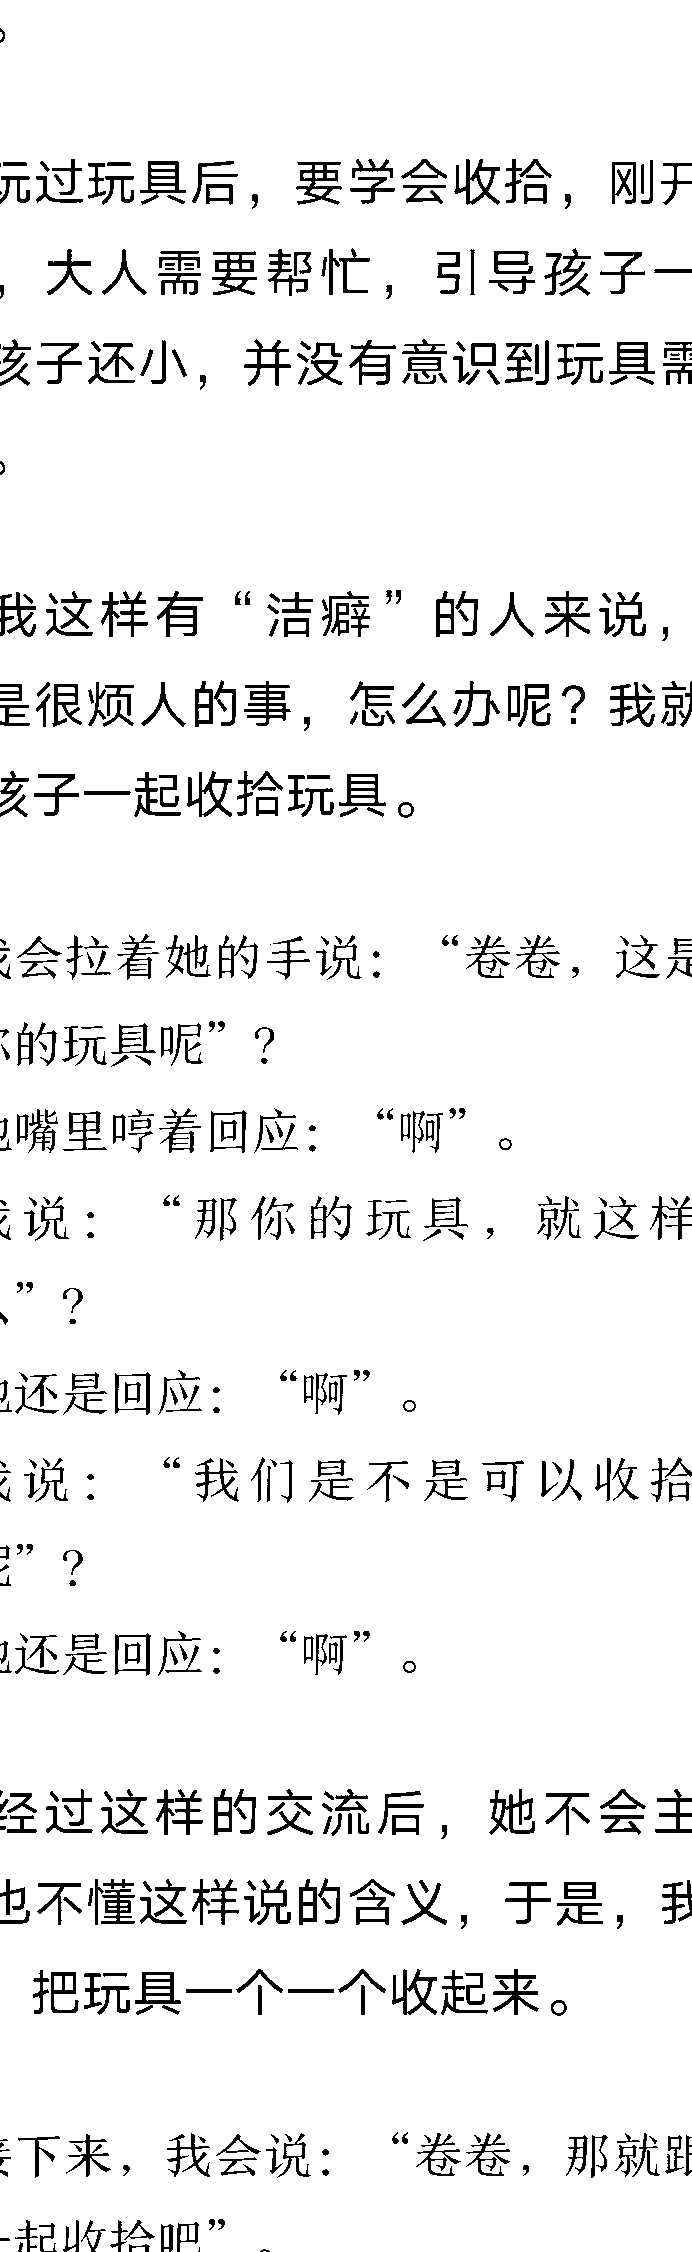 。
玩过玩具后，要学会收拾，刚开
，大人需要帮忙，引导孩子一
孩子还小，并没有意识到玩具需
。
我这样有“洁癖”的人来说，
是很烦人的事，怎么办呢？我就
孩子一起收拾玩具。
我会拉着她的手说：“卷卷，这是
你的玩具呢”？
她嘴里哼着回应：“啊”。
我说：“那你的玩具，就这样
”？
她还是回应：“啊”。
我说：“我们是不是可以收拾
呢”？
她还是回应：“啊”。
经过这样的交流后，她不会主
也不懂这样说的含义，于是，我
把玩具一个一个收起来。
接下来，我会说：“卷卷，那就跟
一起收拾吧”。